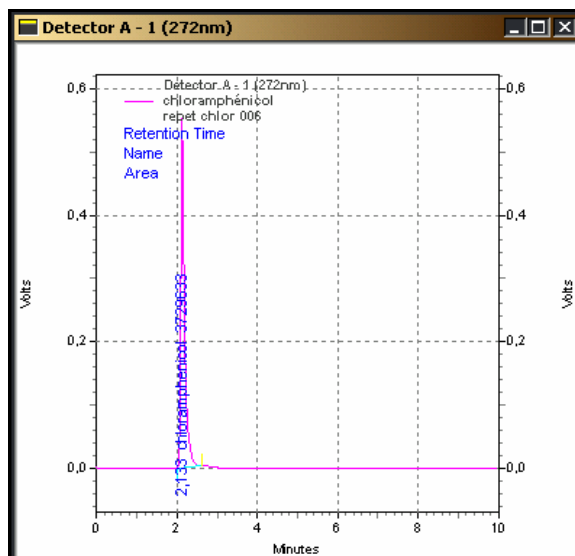 Detector A - 1 (272nm)
Detector A - 1 (272nm)
chloramphénicol
repet chlor 006
Retention Time
Name
Area
0,6
0,6
0,4
0,4
Volts
Volts
0,2
0,2
0,0
0,0
2,133 chloramphénicol 3729633
0
2
4
6
8
10
Minutes